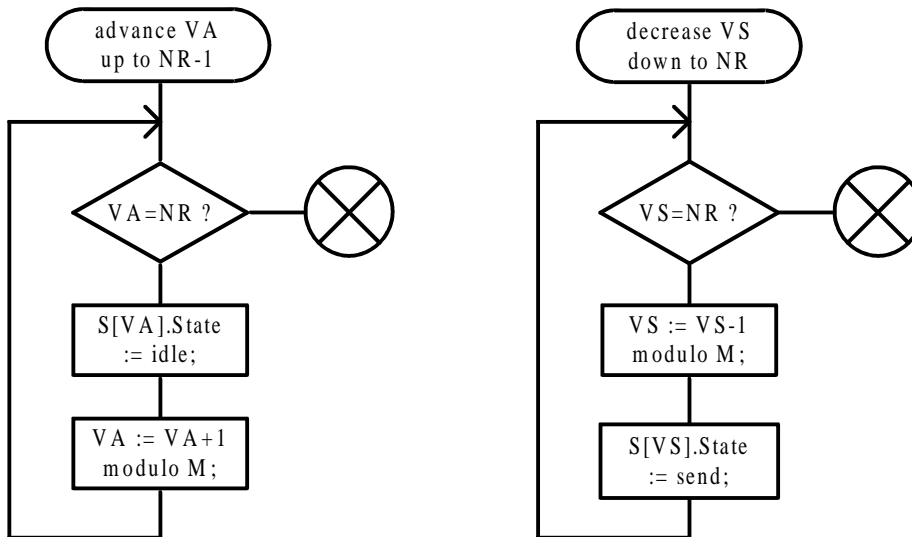 advance VA
up to NR-1
VA=NR ?
S[VA].State
:= idle;
VA := VA+1
modulo M;
decrease VS
down to NR
VS=NR ?
VS := VS-1
modulo M;
S[VS].State
:= send;